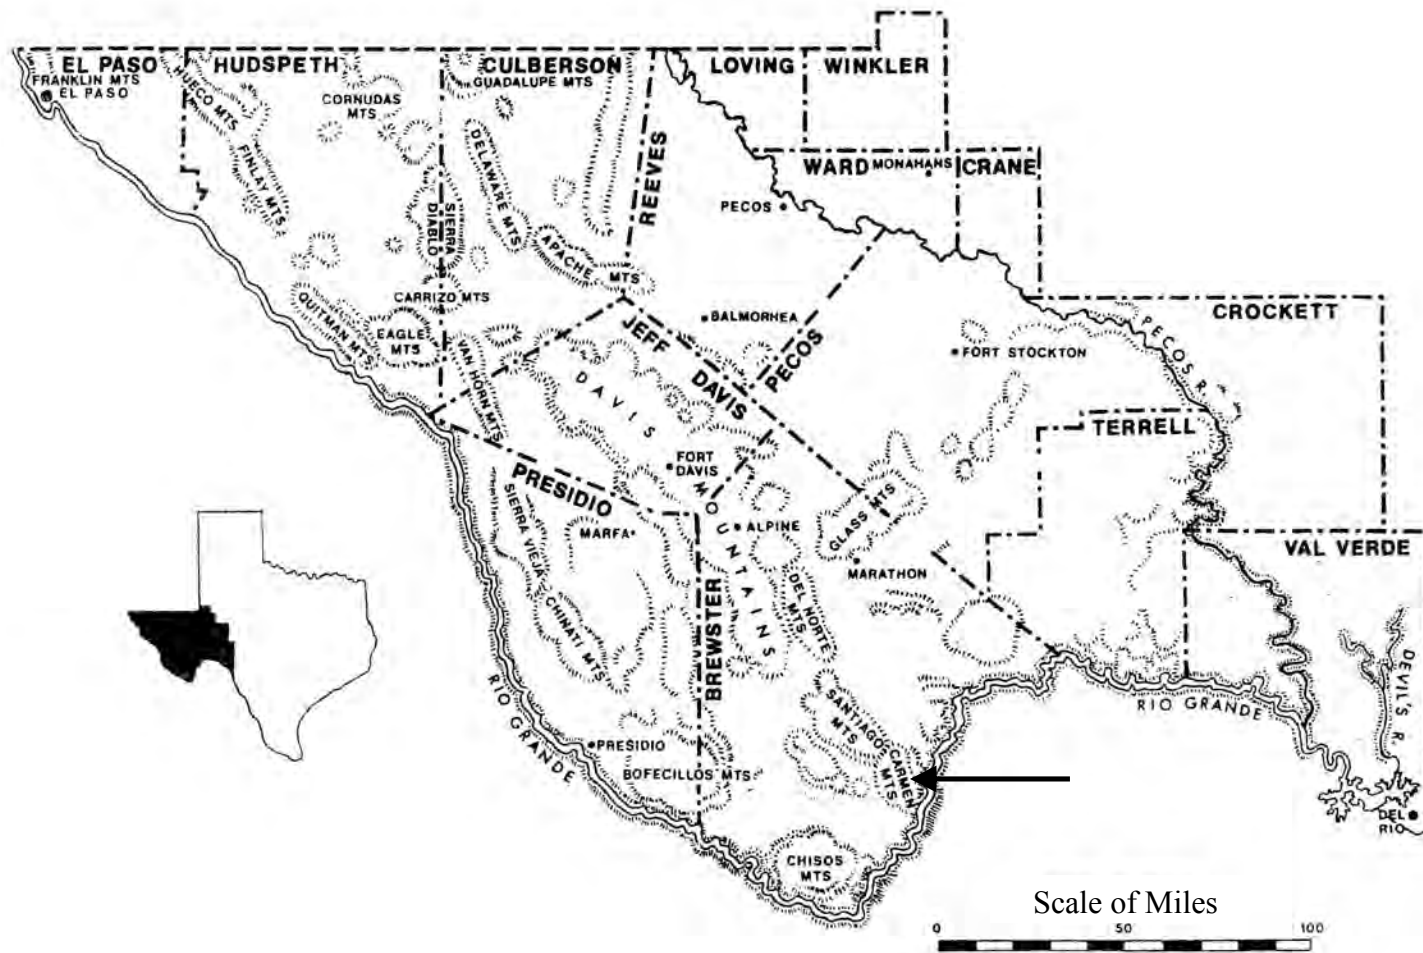 EL PASO
HUDSPETH
CULBERSON
LOVING
WINKLER
FRANKLIN MTS
EL PASO
HUECO MTS
CORNUDAS
MTS
GUADALUPE MTS
FINLAY MTS
DELAWARE MTS
REEVES
WARD
MONAHANS
CRANE
PECOS
SIERRA
DIABLO
APACHE
MTS
QUITMAN MTS
CARRIZO MTS
EAGLE
MTS
VAN HORN MTS
JEFF
DAVIS
BALMORHEA
PECOS
FORT STOCKTON
PECOS R.
CROCKETT
DAVIS
MOUNTAINS
TERRELL
FORT
DAVIS
PRESIDIO
SIERRA VIEJA
MARFA
ALPINE
GLASS MTS
MARATHON
VAL VERDE
CHINATI MTS
BREWSTER
DEL NORTE
MTS
DEVIL'S R.
RIO GRANDE
RIO GRANDE
SANTIAGO
MTS
CARMEN
MTS
PRESIDIO
BOFECILLOS MTS
DEL
RIO
CHISOS
MTS
Scale of Miles
0 50 100